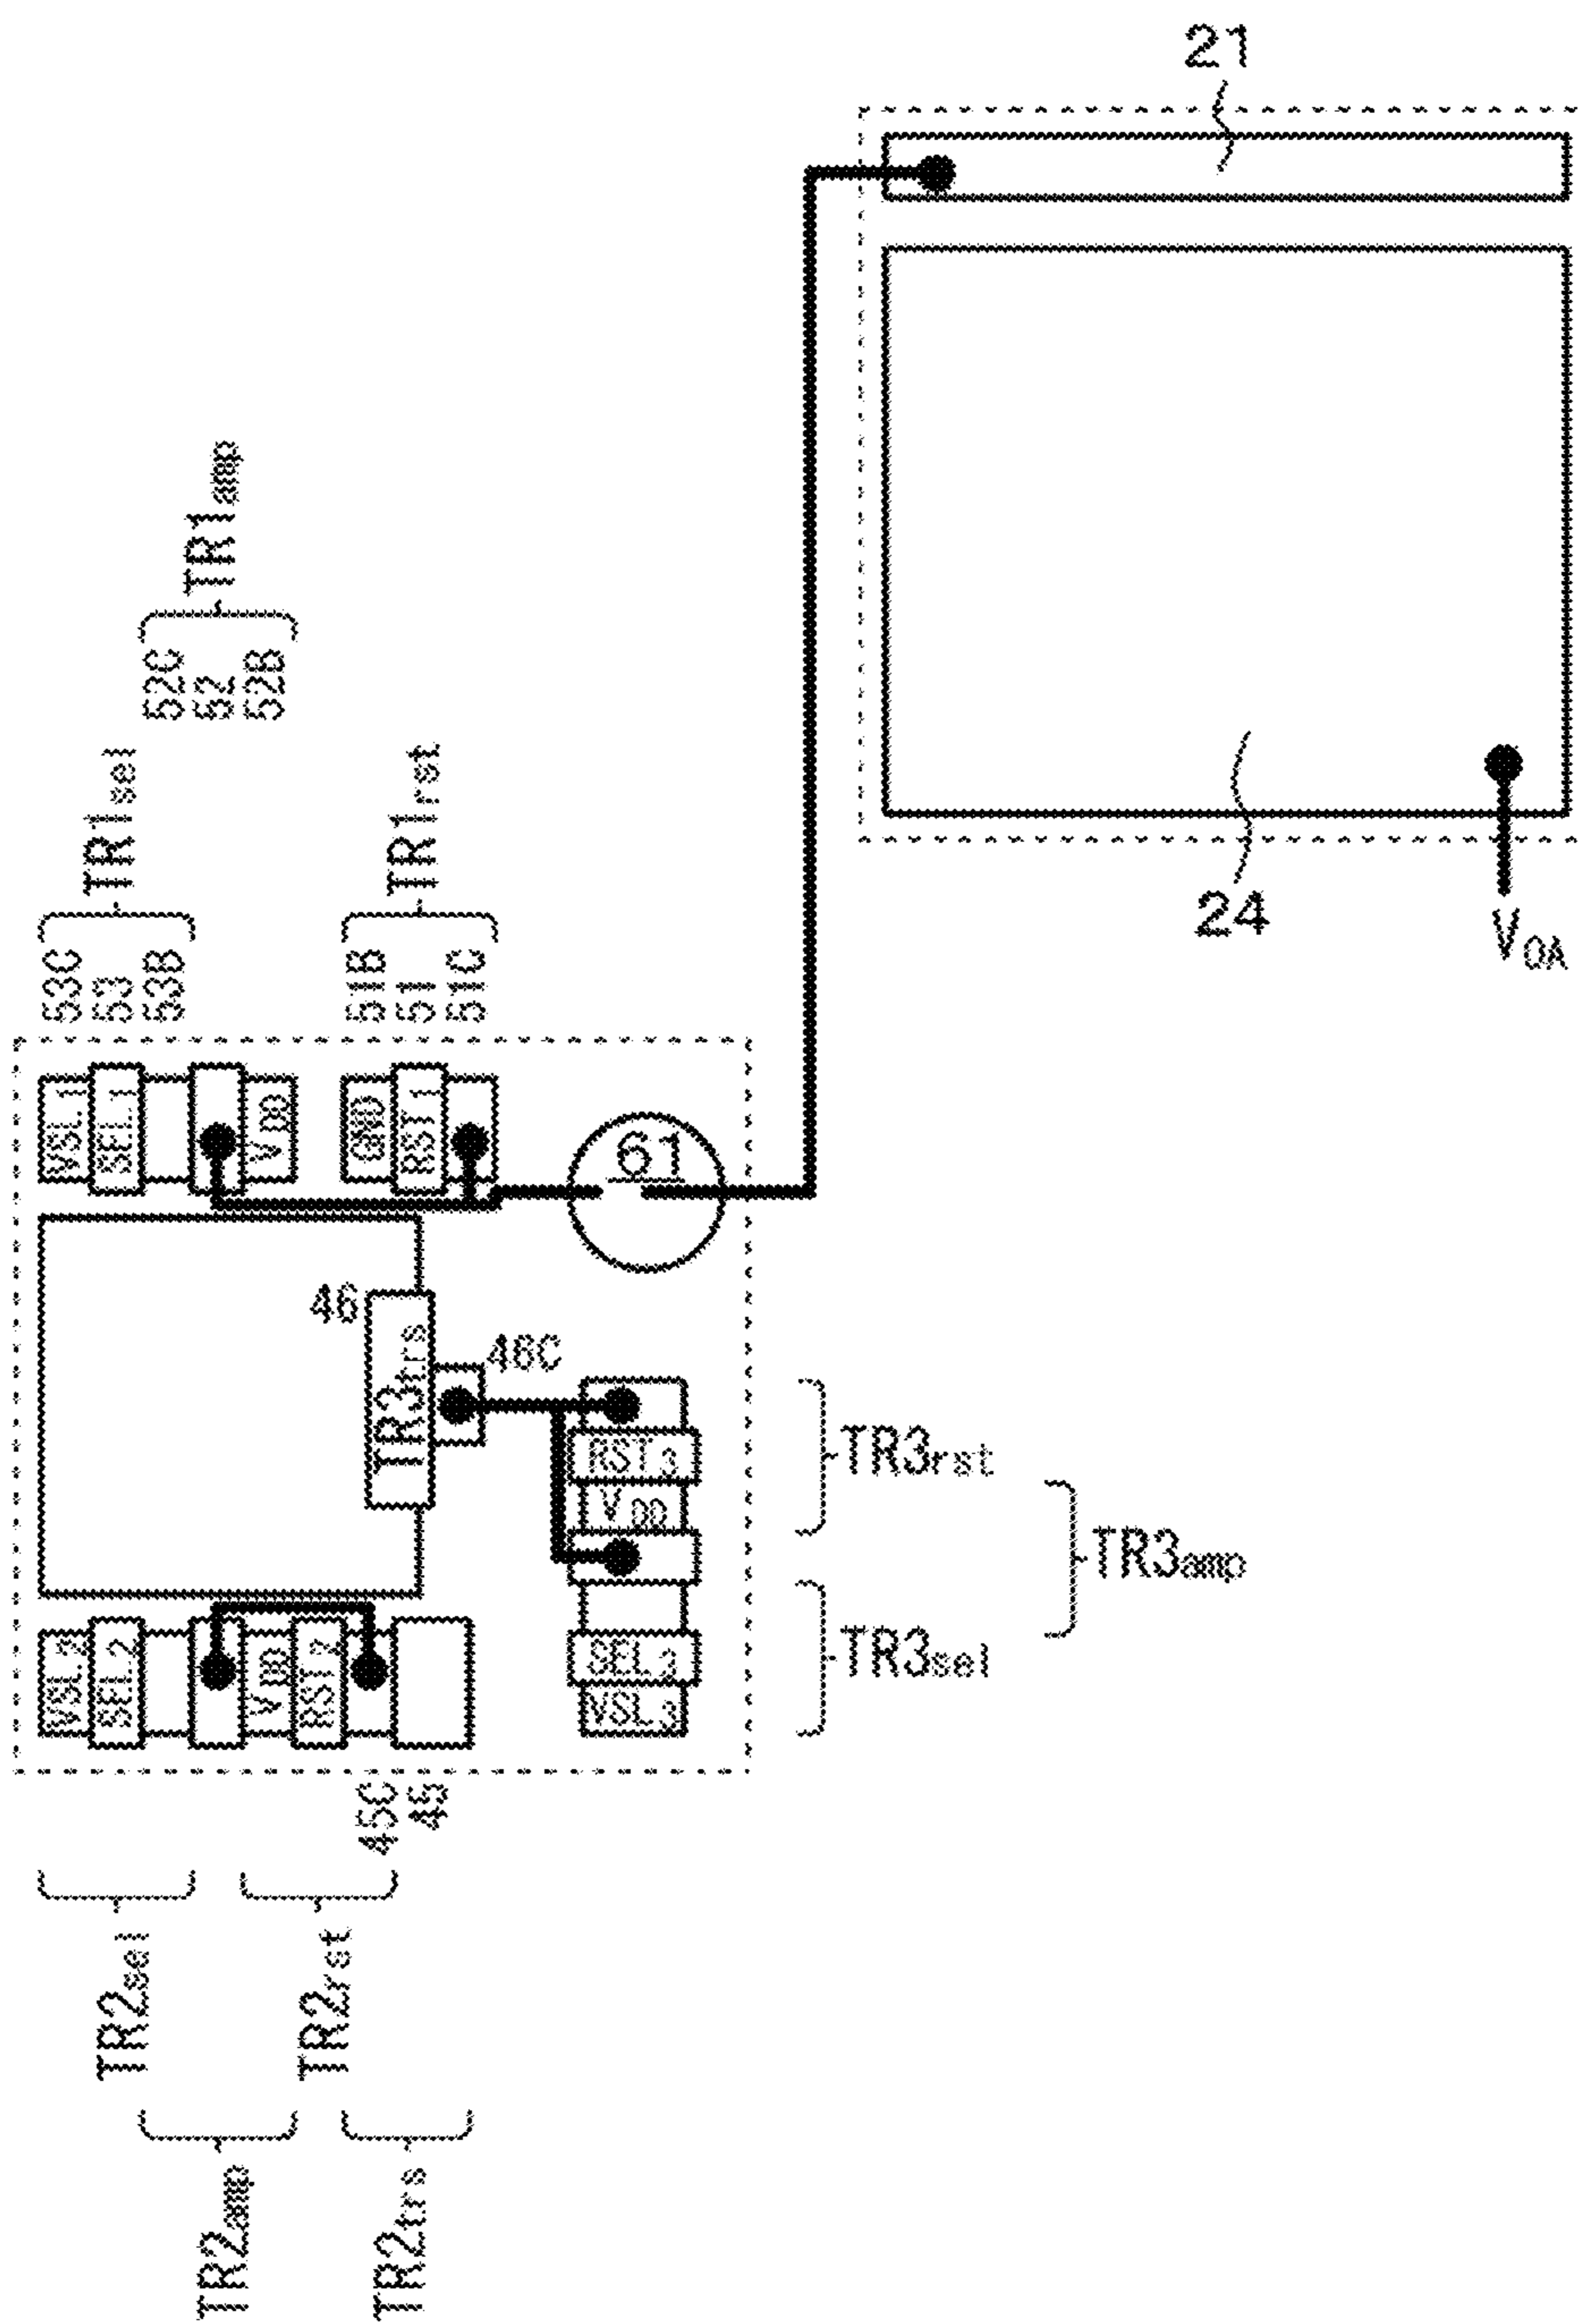 21
TR1amp
52C
52
52B
TR1sel
TR1rst
53C
53
53B
51B
51
51C
24
VOA
VSL1
SEL1
VDD
GND
RST1
61
46
TR3trs
46C
RST3
VDD
SEL3
VSL3
TR3rst
TR3amp
TR3sel
VSL2
SEL2
VDD
RST2
45C
45
TR2sel
TR2rst
TR2amp
TR2trs